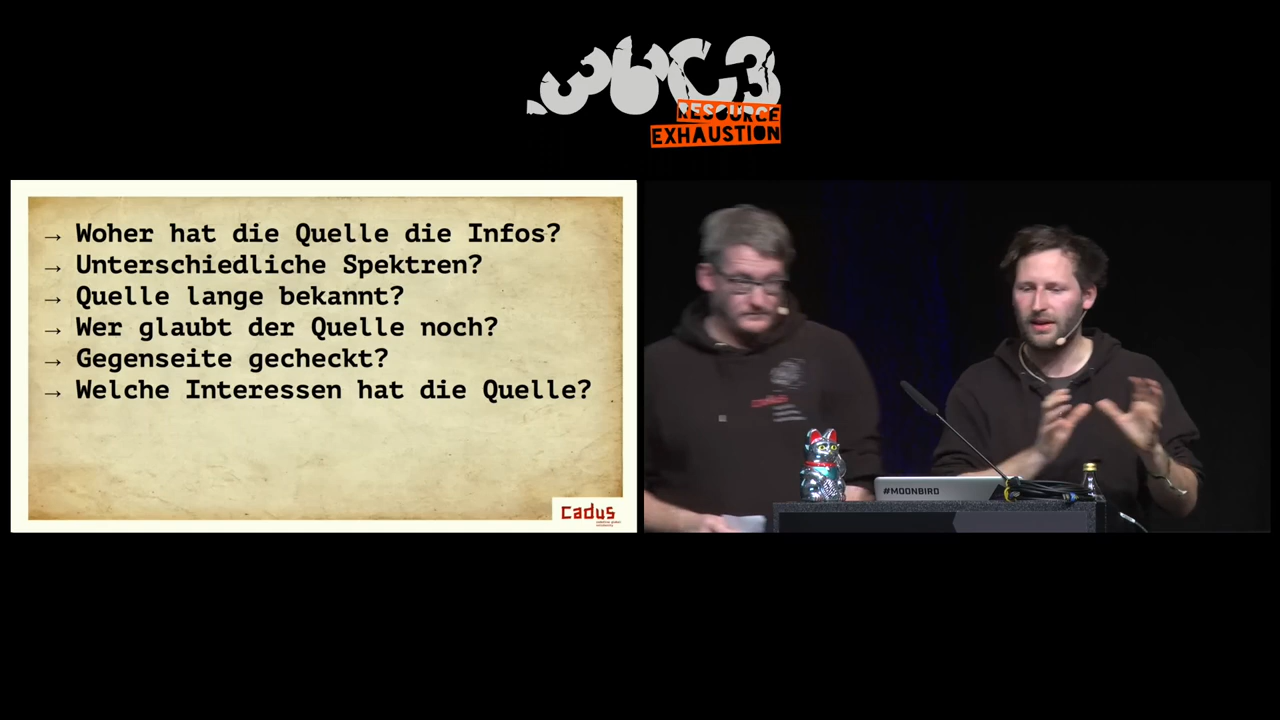 36C3
RESOURCE
EXHAUSTION
→ Woher hat die Quelle die Infos?
→ Unterschiedliche Spektren?
→ Quelle lange bekannt?
→ Wer glaubt der Quelle noch?
→ Gegenseite gecheckt?
→ Welche Interessen hat die Quelle?
cadus
cadus
#MOONBIRD